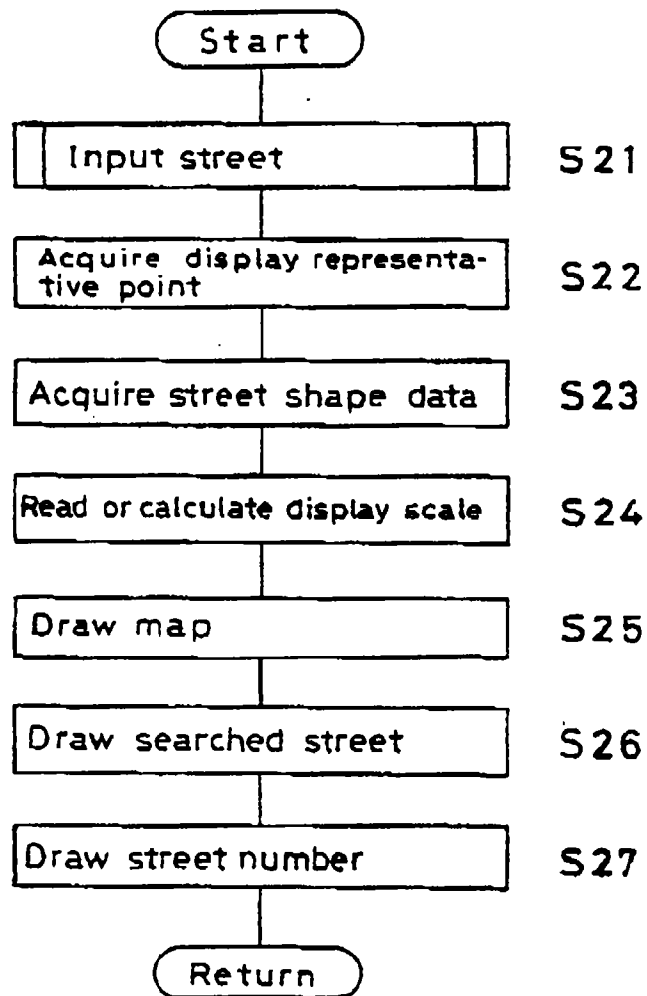 Start
Input street S21
Acquire display representa-
tive point S22
Acquire street shape data S23
Read or calculate display scale S24
Draw map S25
Draw searched street S26
Draw street number S27
Return